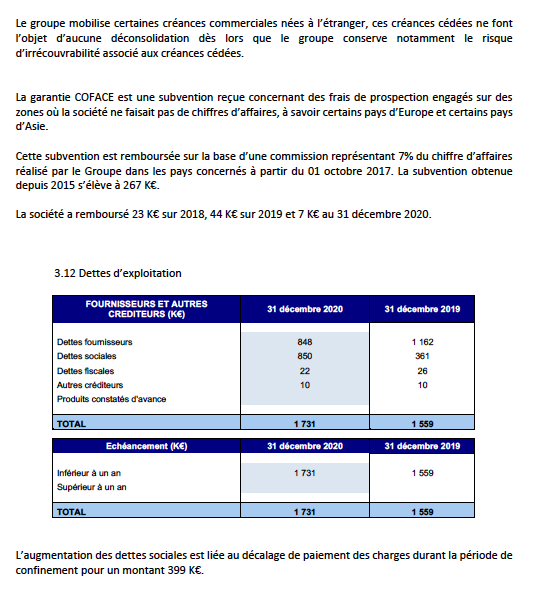 Le groupe mobilise certaines créances commerciales nées à l'étranger, ces créances cédées ne font
l'objet d'aucune déconsolidation dès lors que le groupe conserve notamment le risque
d'irrécouvrabilité associé aux créances cédées.
La garantie COFACE est une subvention reçue concernant des frais de prospection engagés sur des
zones où la société ne faisait pas de chiffres d'affaires, à savoir certains pays d'Europe et certains pays
d'Asie.
Cette subvention est remboursée sur la base d'une commission représentant 7% du chiffre d'affaires
réalisé par le Groupe dans les pays concernés à partir du 01 octobre 2017. La subvention obtenue
depuis 2015 s'élève à 267 K€.
La société a remboursé 23 K€ sur 2018, 44 K€ sur 2019 et 7 K€ au 31 décembre 2020.
3.12 Dettes d'exploitation
FOURNISSEURS ET AUTRES
CREDITEURS (K€) 31 décembre 2020 31 décembre 2019
Dettes fournisseurs 848 1 162
Dettes sociales 850 361
Dettes fiscales 22 26
Autres créditeurs 10 10
Produits constatés d'avance
TOTAL 1 731 1 559
Echéancement (K€) 31 décembre 2020 31 décembre 2019
Inférieur à un an 1 731 1 559
Supérieur à un an
TOTAL 1 731 1 559
L'augmentation des dettes sociales est liée au décalage de paiement des charges durant la période de
confinement pour un montant 399 K€.